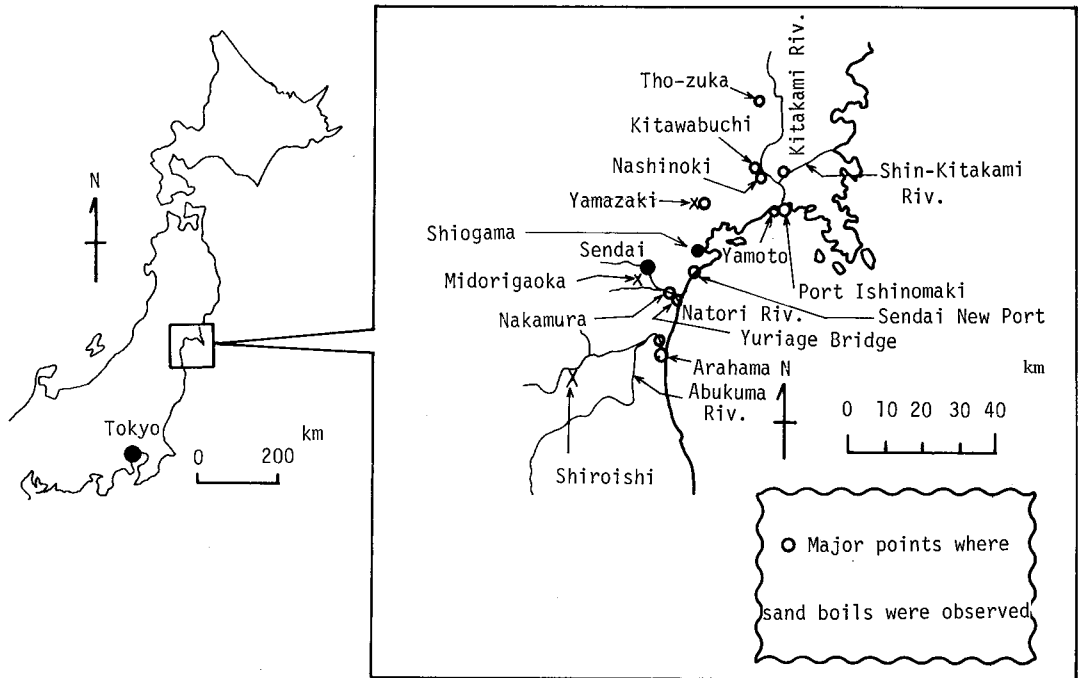 N
Tokyo
km
0 200
Tho-zuka
Kitakami Riv.
Kitawabuchi
Nashinoki
Shin-Kitakami
Riv.
Yamazaki
Shiogama
Sendai
Yamoto
Midorigaoka
Port Ishinomaki
Nakamura
Natori Riv.
Sendai New Port
Yuriage Bridge
Arahama
N
km
Abukuma
Riv.
0 10 20 30 40
Shiroishi
Major points where
sand boils were observed